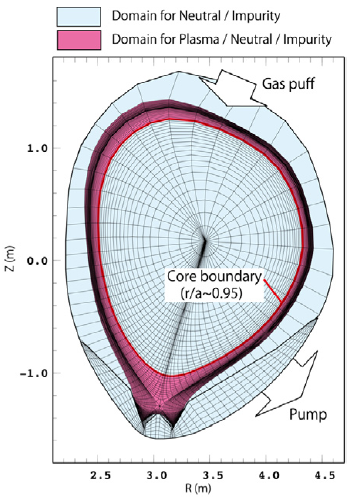 Domain for Neutral / Impurity
Domain for Plasma / Neutral / Impurity
Gas puff
1.0
Z (m)
0.0
Core boundary
(r/a~0.95)
-1.0
Pump
2.5 3.0 3.5 4.0 4.5
R (m)